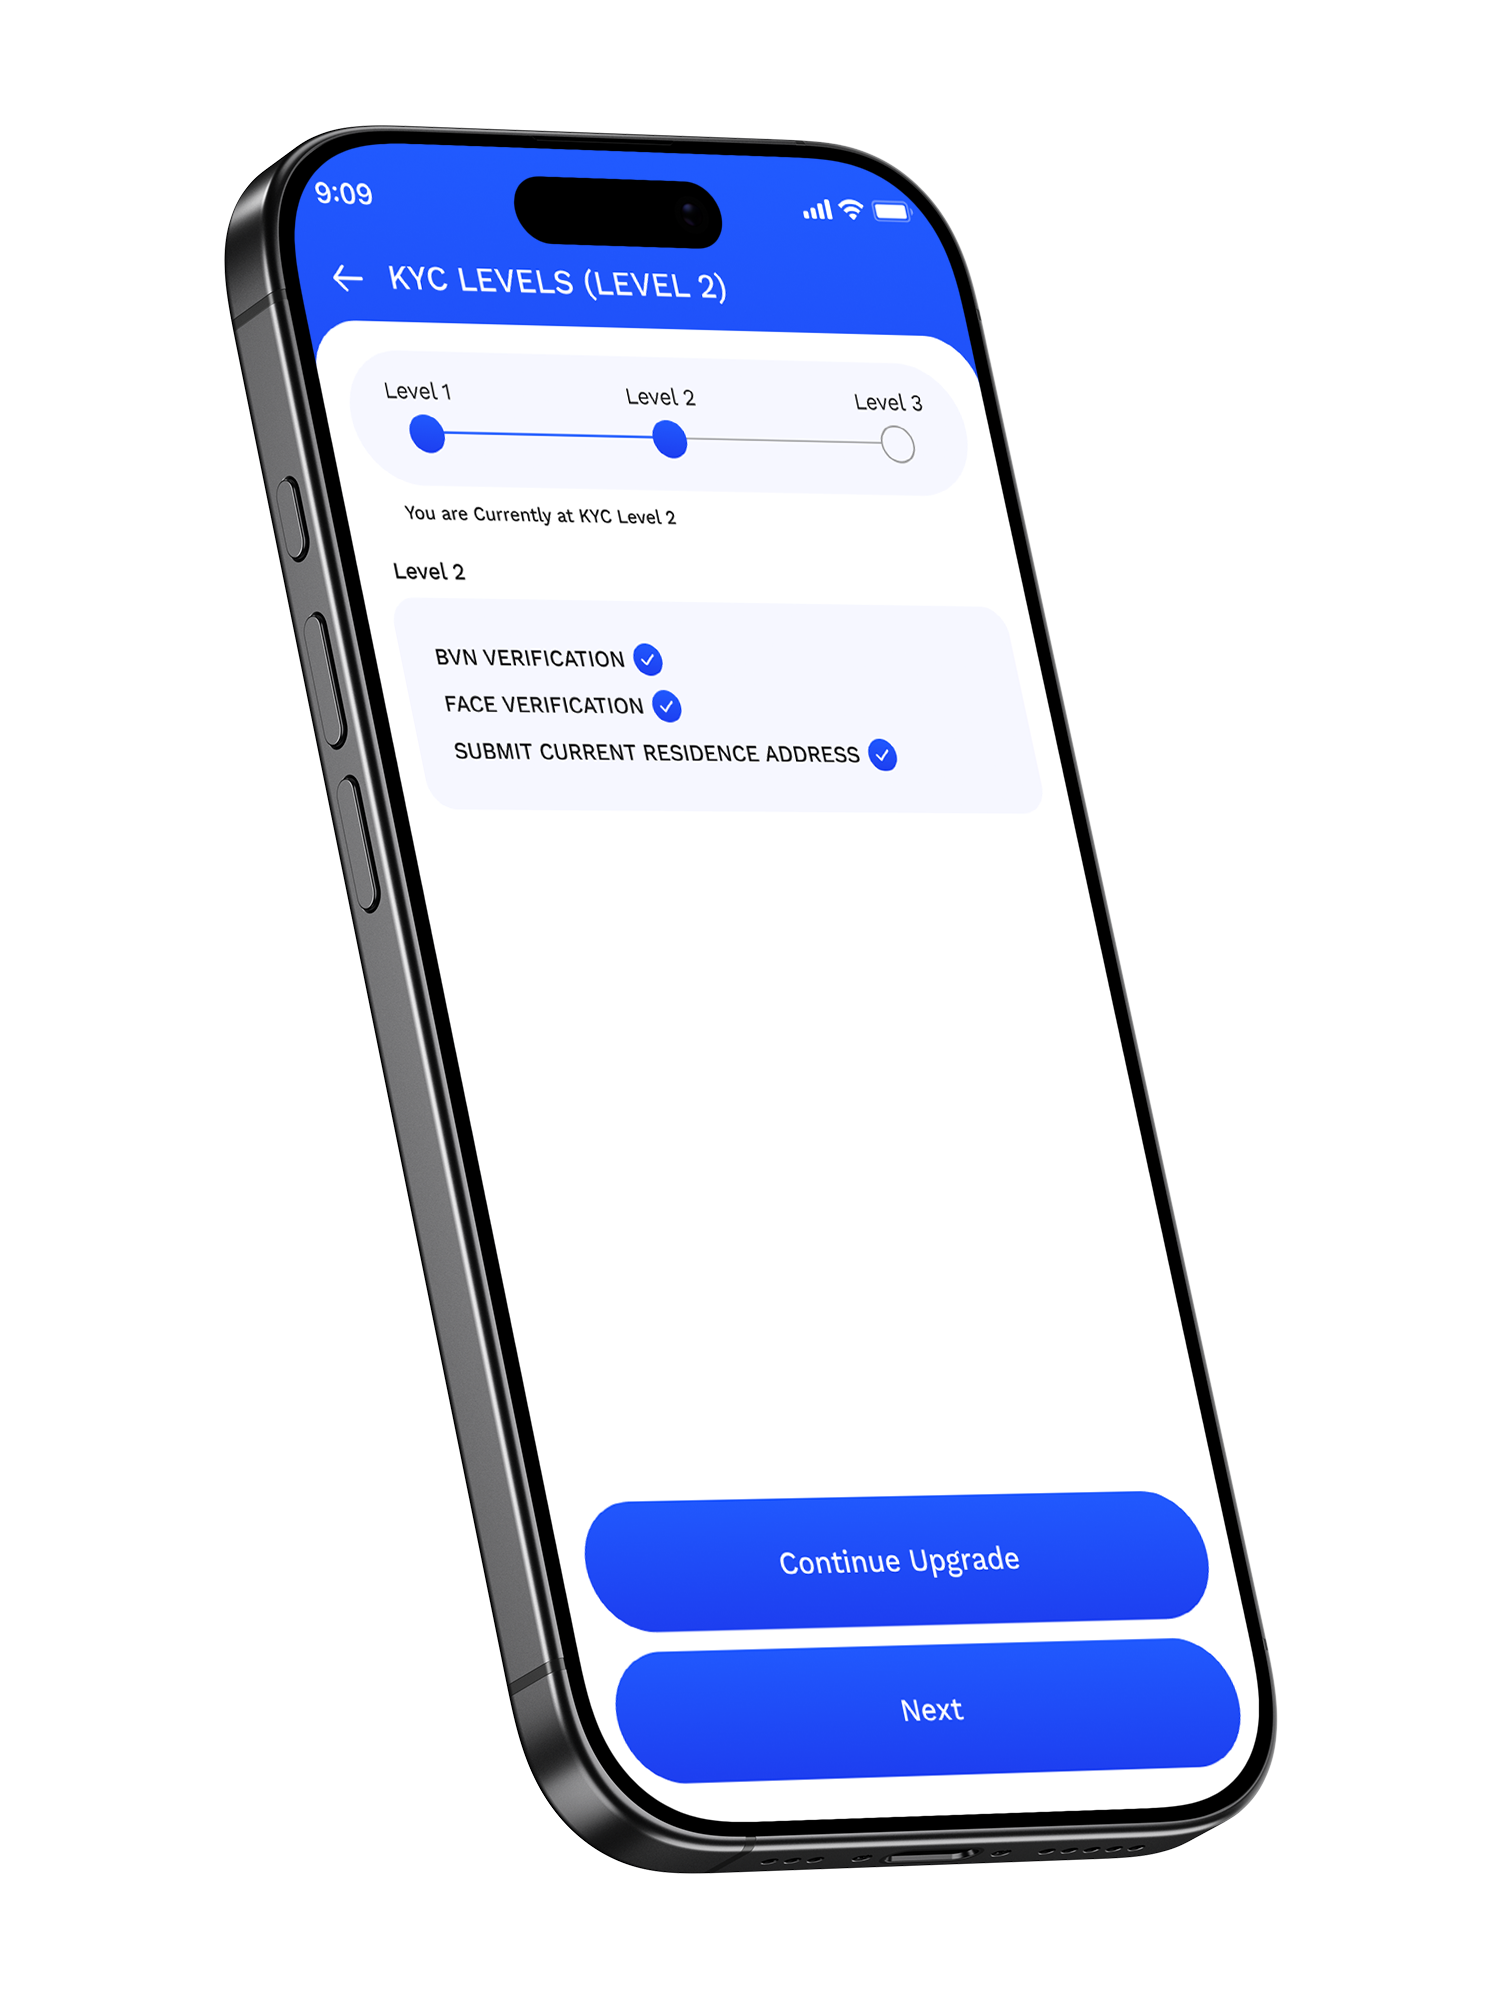 9:09
KYC LEVELS (LEVEL 2)
Level 1
Level 2
Level 3
You are Currently at KYC Level 2
Level 2
BVN VERIFICATION
FACE VERIFICATION
SUBMIT CURRENT RESIDENCE ADDRESS
Continue Upgrade
Next